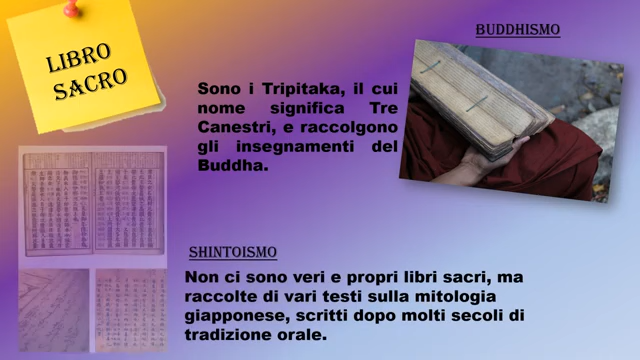 LIBRO
SACRO
BUDDHISMO
Sono i Tripitaka, il cui
nome significa Tre
Canestri, e raccolgono
gli insegnamenti del
Buddha.
SHINTOISMO
Non ci sono veri e propri libri sacri, ma
raccolte di vari testi sulla mitologia
giapponese, scritti dopo molti secoli di
tradizione orale.